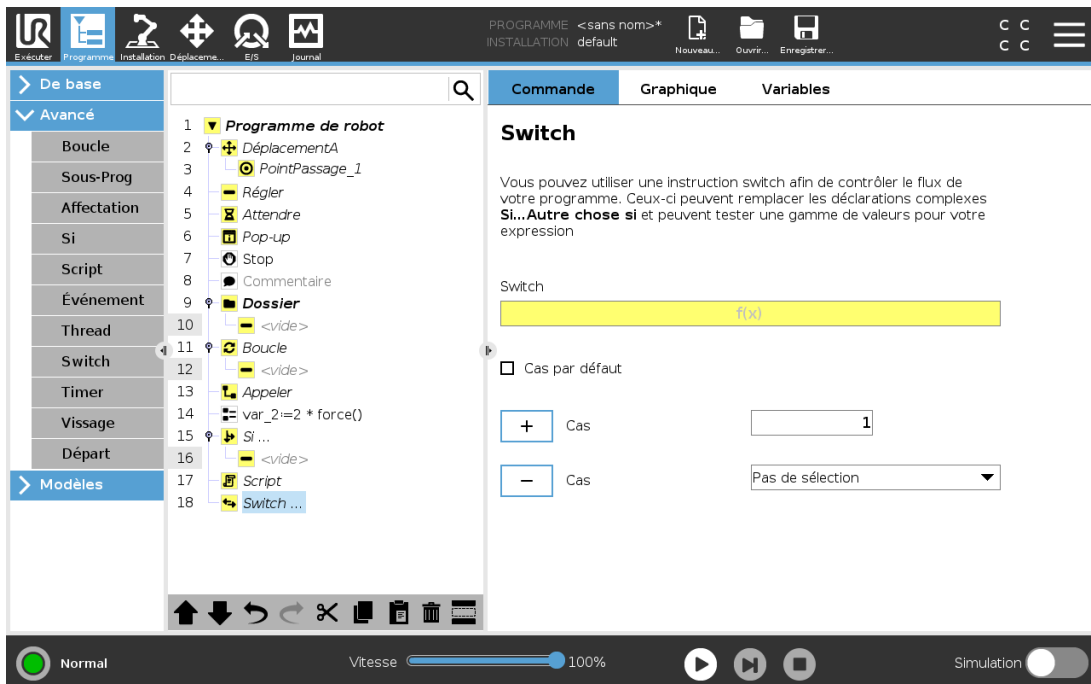 PROGRAMME <sans nom>*
INSTALLATION default
Exécuter
Programme
Installation
Déplaceme...
E/S
Journal
Nouveau...
Ouvrir...
Enregistrer...
C C
C C
De base
Avancé
Boucle
Sous-Prog
Affectation
Si
Script
Événement
Thread
Switch
Timer
Vissage
Départ
Modèles
1 Programme de robot
2 DéplacementA
3 PointPassage_1
4 Régler
5 Attendre
6 Pop-up
7 Stop
8 Commentaire
9 Dossier
10 <vide>
11 Boucle
12 <vide>
13 Appeler
14 var_2:=2 * force()
15 Si ...
16 <vide>
17 Script
18 Switch ...
Commande
Graphique
Variables
Switch
Vous pouvez utiliser une instruction switch afin de contrôler le flux de
votre programme. Ceux-ci peuvent remplacer les déclarations complexes
Si...Autre chose si et peuvent tester une gamme de valeurs pour votre
expression
Switch
f(x)
Cas par défaut
+ Cas 1
− Cas Pas de sélection
Normal
Vitesse 100%
Simulation